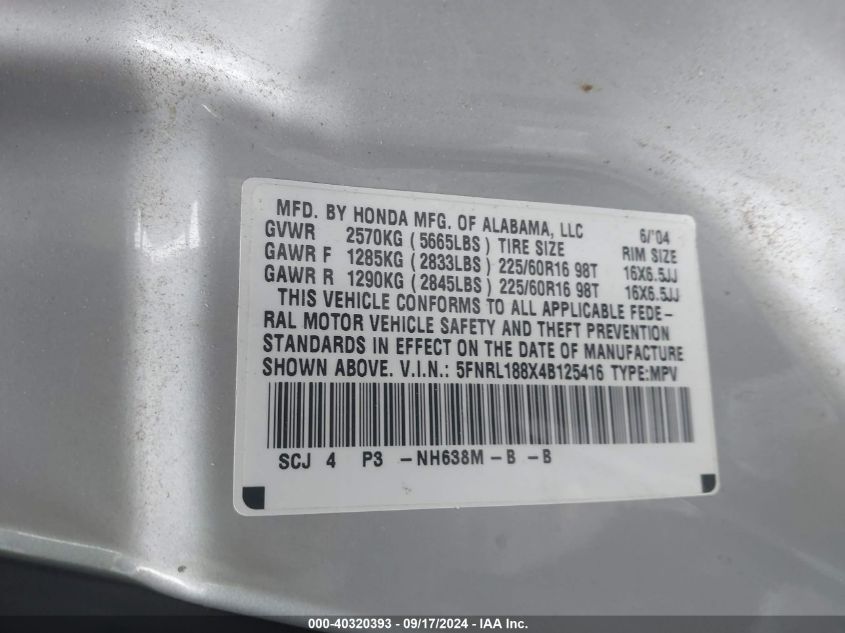 MFD. BY HONDA MFG. OF ALABAMA, LLC 6/'04
GVWR 2570KG (5665LBS) TIRE SIZE RIM SIZE
GAWR F 1285KG (2833LBS) 225/60R16 98T 16X6.5JJ
GAWR R 1290KG (2845LBS) 225/60R16 98T 16X6.5JJ
THIS VEHICLE CONFORMS TO ALL APPLICABLE FEDE-
RAL MOTOR VEHICLE SAFETY AND THEFT PREVENTION
STANDARDS IN EFFECT ON THE DATE OF MANUFACTURE
SHOWN ABOVE. V.I.N.: 5FNRL188X4B125416 TYPE:MPV
SCJ 4 P3 -NH638M-B -B
000-40320393 - 09/17/2024 - IAA Inc.